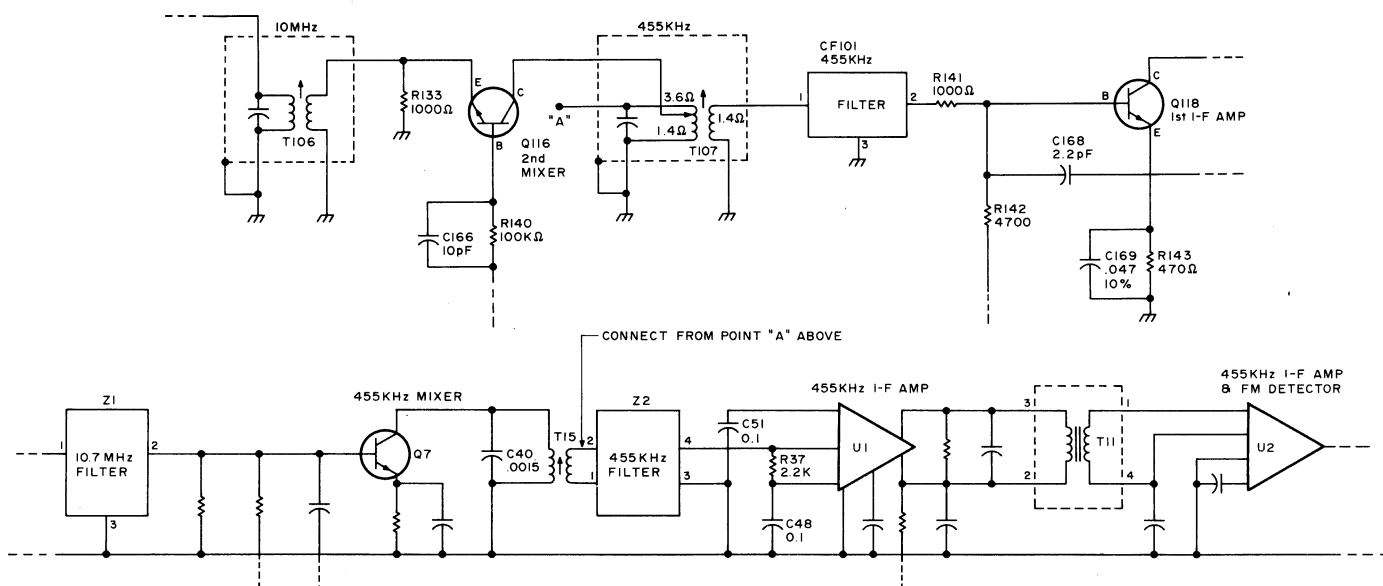 10MHz
T106
R133
1000Ω
E
C
B
Q116
2nd
MIXER
C166
10pF
R140
100KΩ
"A"
455KHz
3.6Ω
1.4Ω
1.4Ω
T107
CF101
455KHz
1
FILTER
2
3
R141
1000Ω
B
C
E
Q118
1st I-F AMP
C168
2.2pF
R142
4700
C169
.047
10%
R143
470Ω
CONNECT FROM POINT "A" ABOVE
Z1
1
10.7 MHz
FILTER
2
3
455KHz MIXER
Q7
C40
.0015
T15
2
1
Z2
455KHz
FILTER
4
3
C51
0.1
R37
2.2K
C48
0.1
455KHz I-F AMP
U1
3
2
T11
1
4
455KHz I-F AMP
& FM DETECTOR
U2